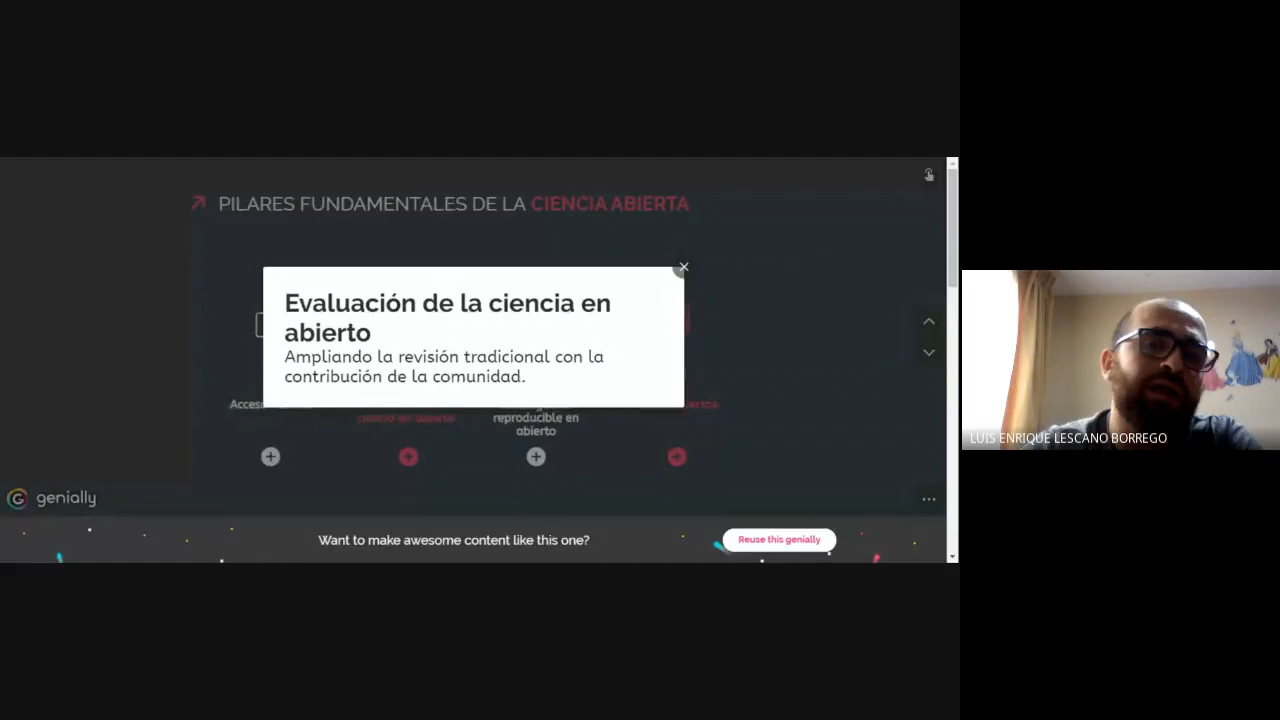 PILARES FUNDAMENTALES DE LA CIENCIA ABIERTA
Evaluación de la ciencia en
abierto
Ampliando la revisión tradicional con la
contribución de la comunidad.
reproducible en
abierto
genially
Want to make awesome content like this one?
Reuse this genially
LUIS ENRIQUE LESCANO BORREGO